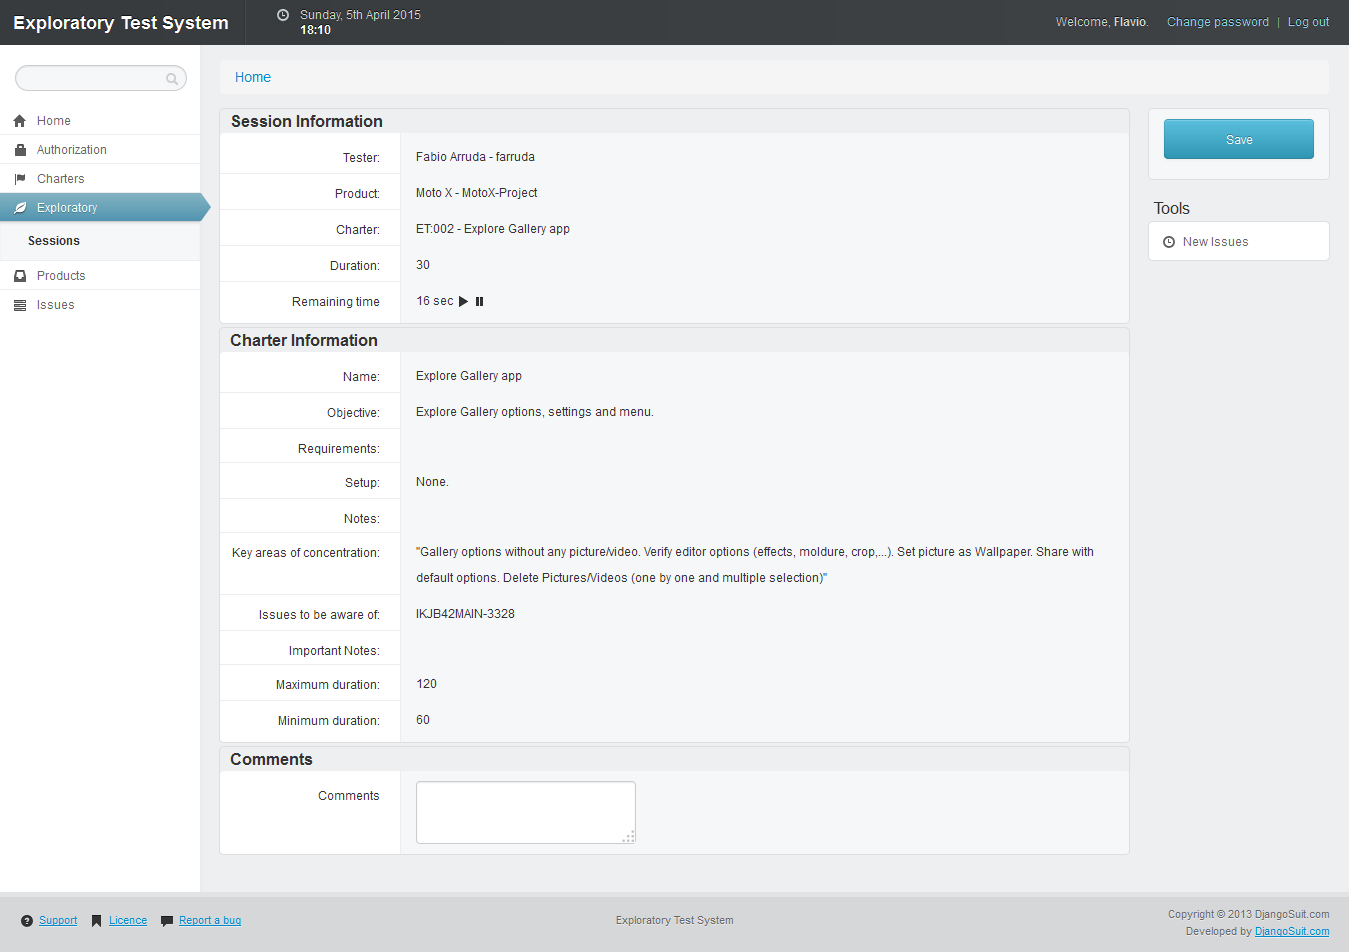 Exploratory Test System
Sunday, 5th April 2015
18:10
Welcome, Flavio.
Change password | Log out
Home
Home
Authorization
Charters
Exploratory
Sessions
Products
Issues
Session Information
Tester: Fabio Arruda - farruda
Product: Moto X - MotoX-Project
Charter: ET:002 - Explore Gallery app
Duration: 30
Remaining time 16 sec
Charter Information
Name: Explore Gallery app
Objective: Explore Gallery options, settings and menu.
Requirements:
Setup: None.
Notes:
Key areas of concentration: "Gallery options without any picture/video. Verify editor options (effects, moldure, crop,...). Set picture as Wallpaper. Share with
default options. Delete Pictures/Videos (one by one and multiple selection)"
Issues to be aware of: IKJB42MAIN-3328
Important Notes:
Maximum duration: 120
Minimum duration: 60
Comments
Comments
Save
Tools
New Issues
Support Licence Report a bug
Exploratory Test System
Copyright © 2013 DjangoSuit.com
Developed by DjangoSuit.com